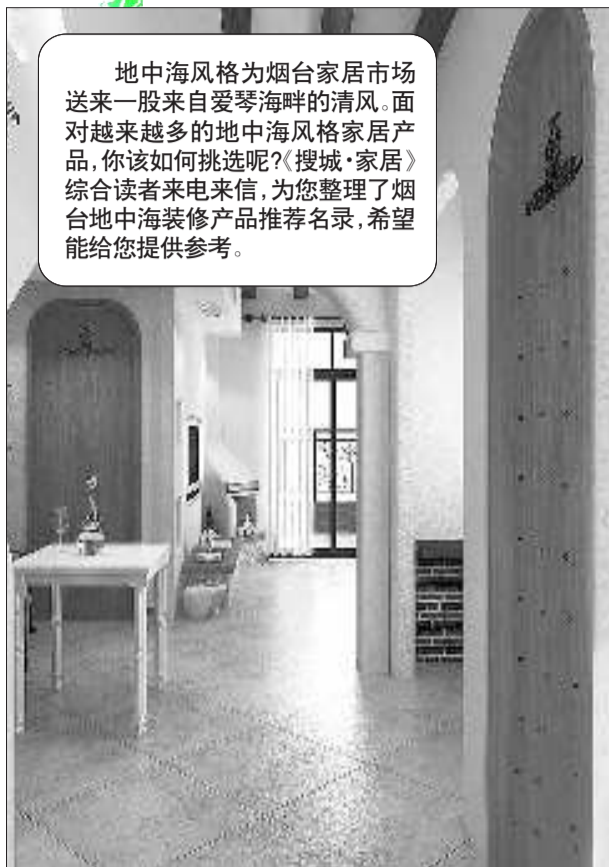 地中海风格为烟台家居市场
送来一股来自爱琴海畔的清风。面
对越来越多的地中海风格家居产
品,你该如何挑选呢?《搜城·家居》
综合读者来电来信,为您整理了烟
台地中海装修产品推荐名录,希望
能给您提供参考。